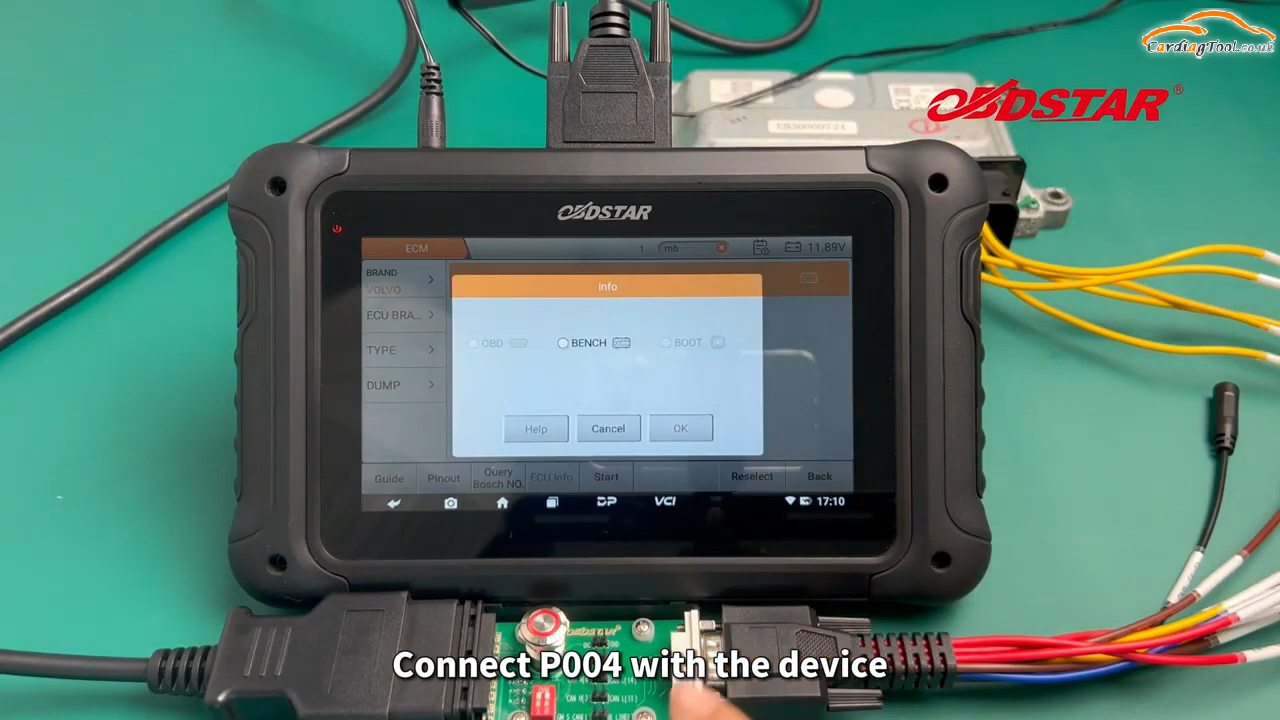 CardiagTool.co.uk
OBDSTAR®
OBDSTAR
ECM
1
mb
11.89V
BRAND
VOLVO
ECU BRA...
TYPE
DUMP
Info
OBD
BENCH
BOOT
Help
Cancel
OK
Guide
Pinout
Query
Bosch NO.
ECU Info.
Start
Reselect
Back
DP
VCI
17:10
OBDSTAR
Connect P004 with the device